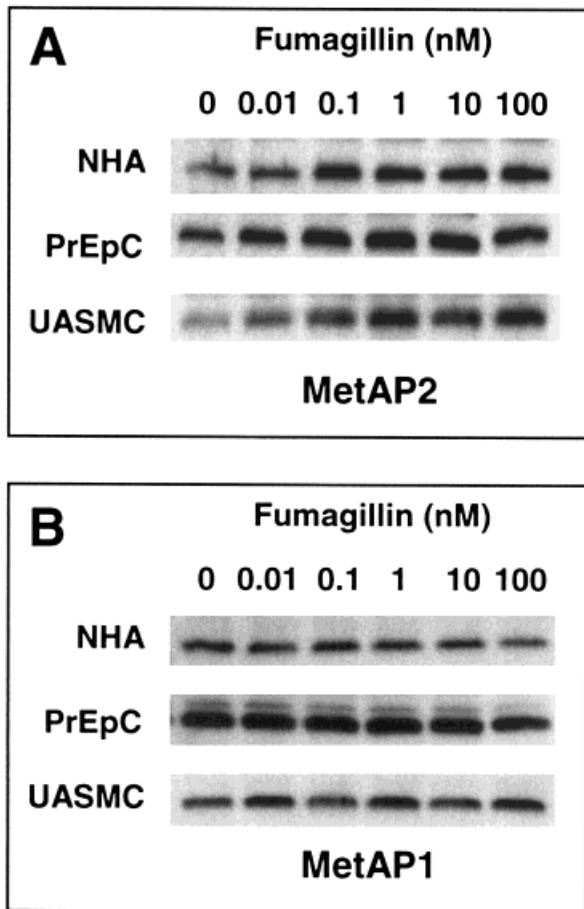 A
Fumagillin (nM)
0 0.01 0.1 1 10 100
NHA
PrEpC
UASMC
MetAP2
B
Fumagillin (nM)
0 0.01 0.1 1 10 100
NHA
PrEpC
UASMC
MetAP1